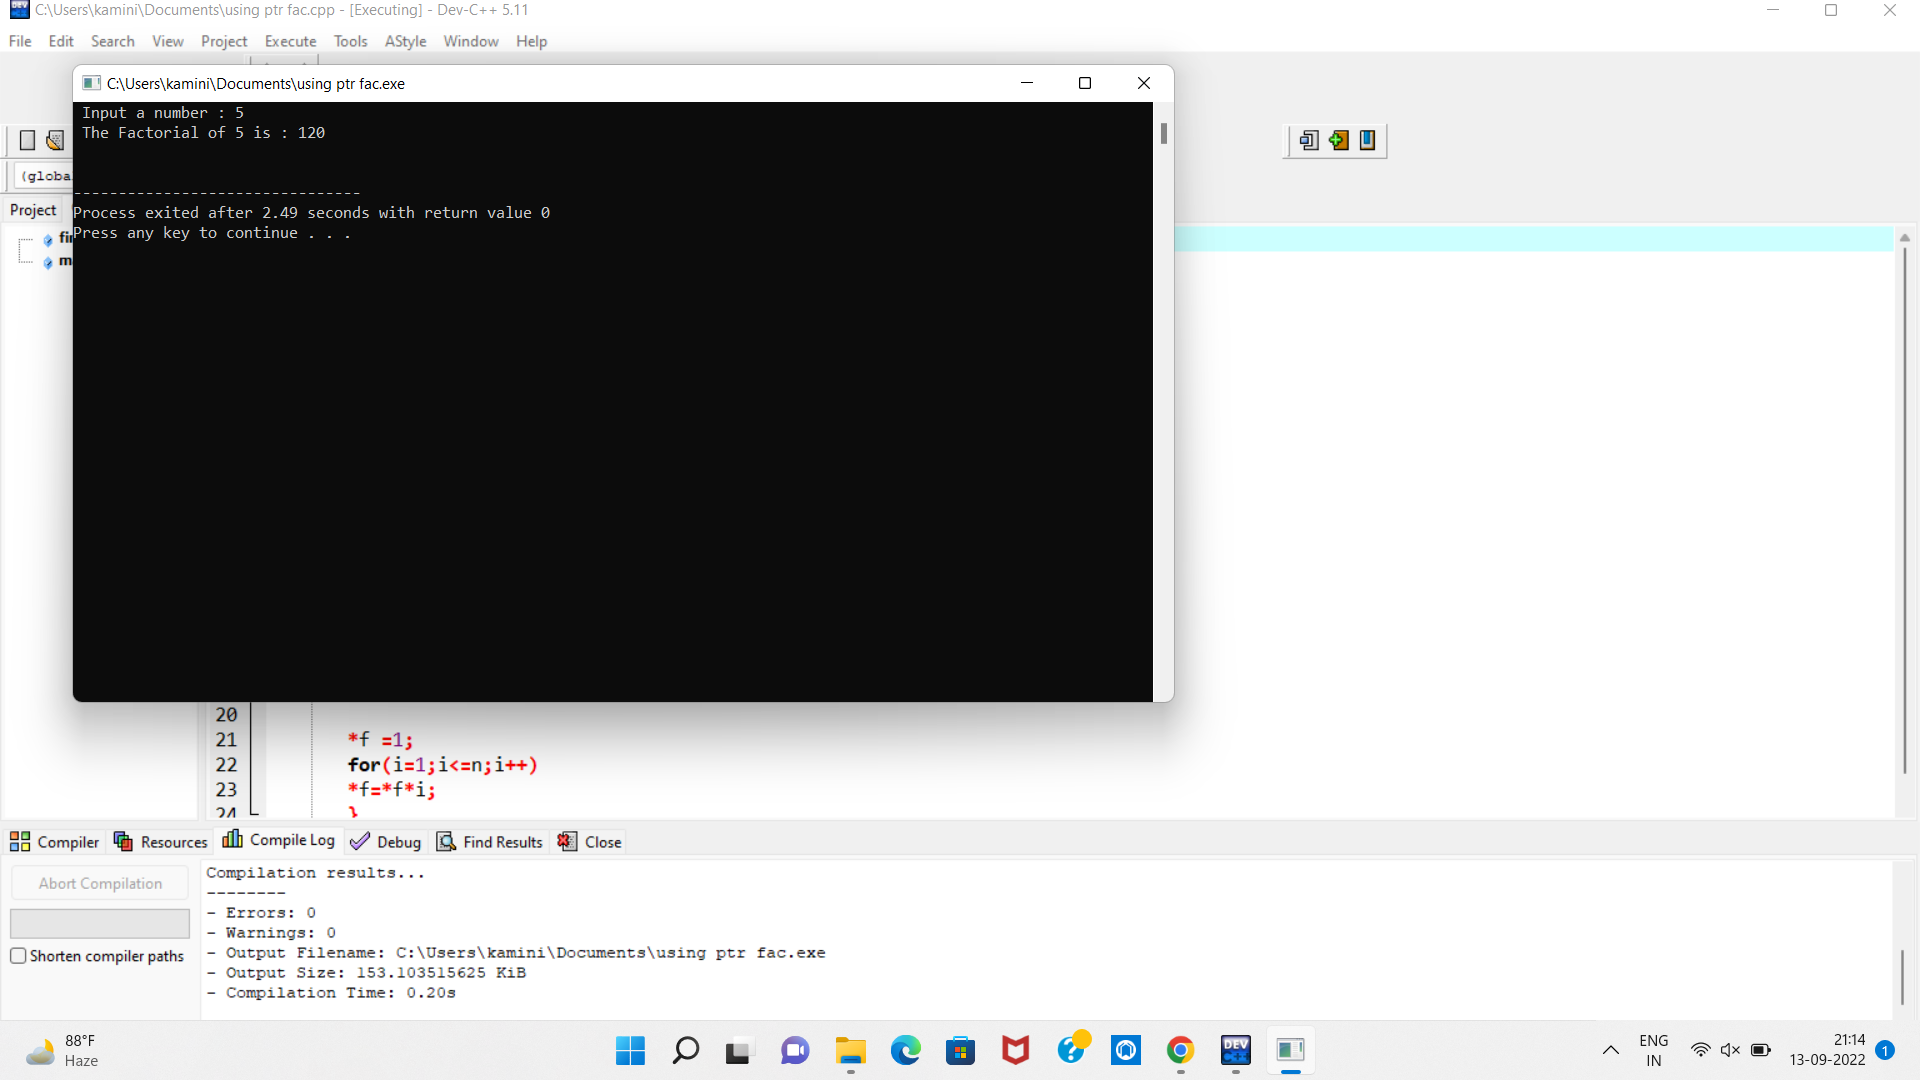 C:\Users\kamini\Documents\using ptr fac.cpp - [Executing] - Dev-C++ 5.11
File Edit Search View Project Execute Tools AStyle Window Help
C:\Users\kamini\Documents\using ptr fac.exe
Input a number : 5
The Factorial of 5 is : 120
--------------------------------
Process exited after 2.49 seconds with return value 0
Press any key to continue . . .
(globa
Project
20
21 *f =1;
22 for(i=1;i<=n;i++)
23 *f=*f*i;
24 }
Compiler Resources Compile Log Debug Find Results Close
Abort Compilation
Shorten compiler paths
Compilation results...
--------
- Errors: 0
- Warnings: 0
- Output Filename: C:\Users\kamini\Documents\using ptr fac.exe
- Output Size: 153.103515625 KiB
- Compilation Time: 0.20s
88°F
Haze
DEV
C++
ENG
IN
21:14
13-09-2022
1